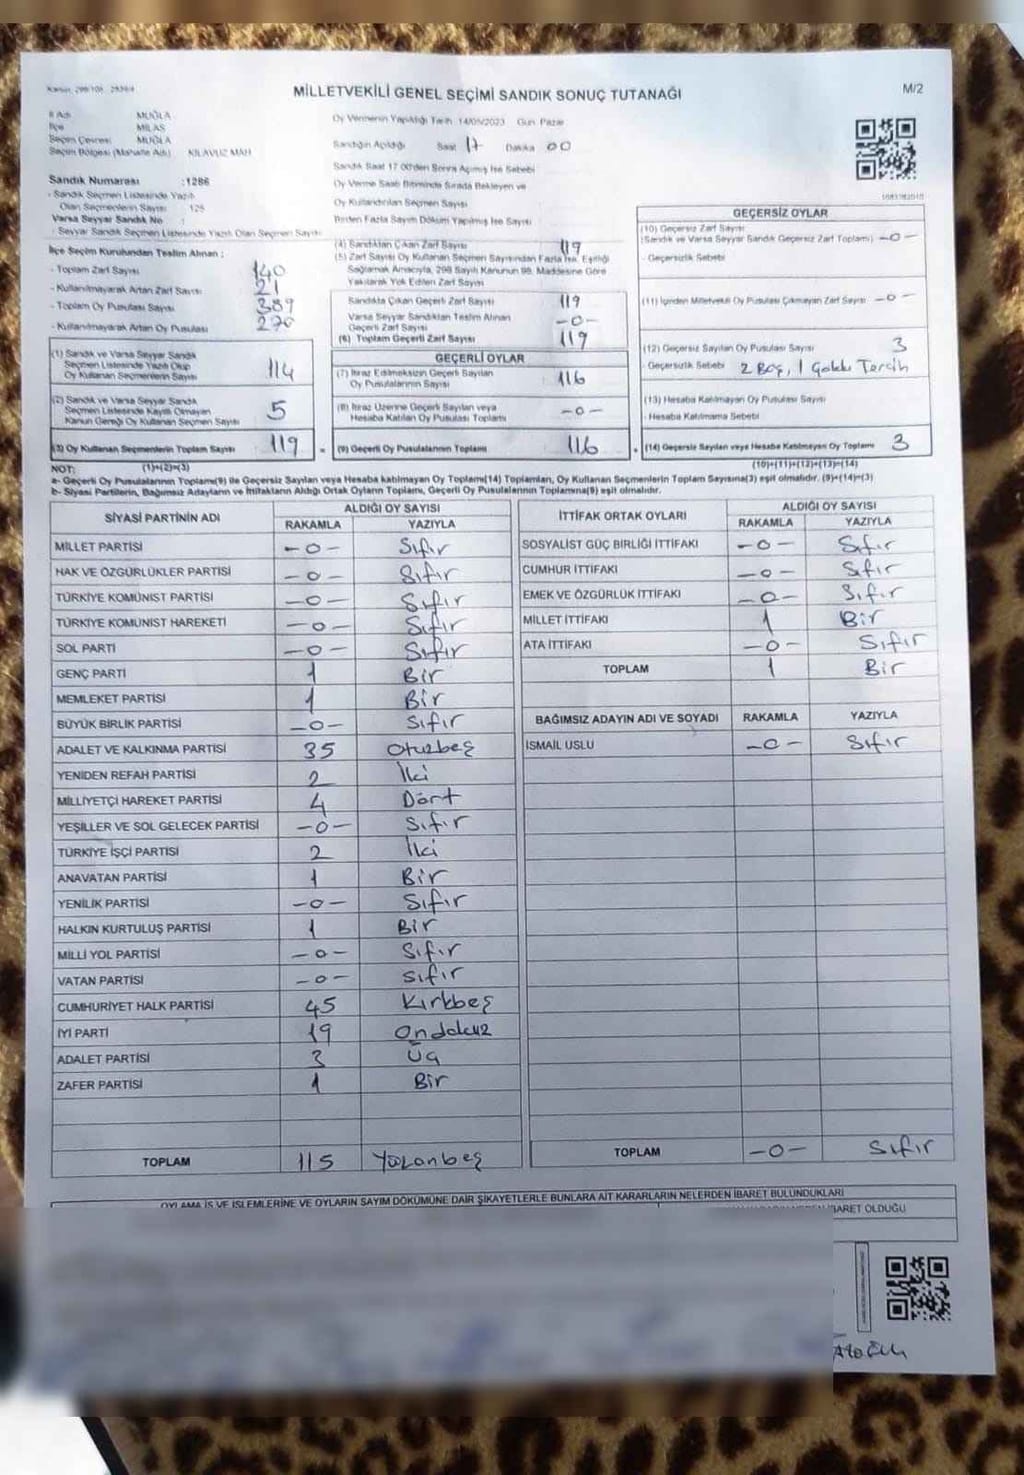 MİLLETVEKİLİ GENEL SEÇİMİ SANDIK SONUÇ TUTANAĞI
M/2
İl Adı MUĞLA
İlçe MİLAS
Seçim Çevresi MUĞLA
Seçim Bölgesi (Mahalle Adı) KILAVUZ MAH
Sandık Numarası :1286
- Sandık Seçmen Listesinde Yazılı
Olan Seçmenlerin Sayısı : 125
Varsa Seyyar Sandık No :
- Seyyar Sandık Seçmen Listesinde Yazılı Olan Seçmen Sayısı
İlçe Seçim Kurulundan Teslim Alınan :
- Toplam Zarf Sayısı 140
- Kullanılmayarak Artan Zarf Sayısı 21
- Toplam Oy Pusulası Sayısı 389
- Kullanılmayarak Artan Oy Pusulası 270
(1) Sandık ve Varsa Seyyar Sandık
Seçmen Listesinde Yazılı Olup
Oy Kullanan Seçmenlerin Sayısı 114
(2) Sandık ve Varsa Seyyar Sandık
Seçmen Listesinde Kayıtlı Olmayan
Kanun Gereği Oy Kullanan Seçmen Sayısı 5
(3) Oy Kullanan Seçmenlerin Toplam Sayısı 119
Oy Vermenin Yapıldığı Tarih :14/05/2023 Gün: Pazar
Sandığın Açıldığı Saat 17 Dakika 00
Sandık Saat 17.00'den Sonra Açılmış İse Sebebi
Oy Verme Saati Bitiminde Sırada Bekleyen ve
Oy Kullandırılan Seçmen Sayısı
Birden Fazla Sayım Döküm Yapılmış İse Sayısı
(4) Sandıktan Çıkan Zarf Sayısı 119
(5) Zarf Sayısı Oy Kullanan Seçmen Sayısından Fazla İse, Eşitliği
Sağlamak Amacıyla, 298 Sayılı Kanunun 98. Maddesine Göre
Yakılarak Yok Edilen Zarf Sayısı
Sandıkta Çıkan Geçerli Zarf Sayısı 119
Varsa Seyyar Sandıktan Teslim Alınan
Geçerli Zarf Sayısı -0-
(6) Toplam Geçerli Zarf Sayısı 119
GEÇERLİ OYLAR
(7) İtiraz Edilmeksizin Geçerli Sayılan
Oy Pusulalarının Sayısı 116
(8) İtiraz Üzerine Geçerli Sayılan veya
Hesaba Katılan Oy Pusulası Toplamı -0-
= (9) Geçerli Oy Pusulalarının Toplamı 116
GEÇERSİZ OYLAR
(10) Geçersiz Zarf Sayısı
(Sandık ve Varsa Seyyar Sandık Geçersiz Zarf Toplamı) -0-
- Geçersizlik Sebebi
(11) İçinden Milletvekili Oy Pusulası Çıkmayan Zarf Sayısı -0-
(12) Geçersiz Sayılan Oy Pusulası Sayısı 3
- Geçersizlik Sebebi 2 Boş, 1 Tercih
(13) Hesaba Katılmayan Oy Pusulası Sayısı
- Hesaba Katılmama Sebebi
+ (14) Geçersiz Sayılan veya Hesaba Katılmayan Oy Toplamı 3
NOT: (1)+(2)=(3) (10)+(11)+(12)+(13)=(14)
a- Geçerli Oy Pusulalarının Toplamı(9) ile Geçersiz Sayılan veya Hesaba Katılmayan Oy Toplamı(14) Toplamları, Oy Kullanan Seçmenlerin Toplam Sayısına(3) eşit olmalıdır. (9)+(14)=(3)
b- Siyasi Partilerin, Bağımsız Adayların ve İttifakların Aldığı Ortak Oyların Toplamı, Geçerli Oy Pusulalarının Toplamına(9) eşit olmalıdır.
SİYASİ PARTİNİN ADI ALDIĞI OY SAYISI
RAKAMLA YAZIYLA
MİLLET PARTİSİ -0- Sıfır
HAK VE ÖZGÜRLÜKLER PARTİSİ -0- Sıfır
TÜRKİYE KOMÜNİST PARTİSİ -0- Sıfır
TÜRKİYE KOMÜNİST HAREKETİ -0- Sıfır
SOL PARTİ -0- Sıfır
GENÇ PARTİ 1 Bir
MEMLEKET PARTİSİ 1 Bir
BÜYÜK BİRLİK PARTİSİ -0- Sıfır
ADALET VE KALKINMA PARTİSİ 35 Otuzbeş
YENİDEN REFAH PARTİSİ 2 İki
MİLLİYETÇİ HAREKET PARTİSİ 4 Dört
YEŞİLLER VE SOL GELECEK PARTİSİ -0- Sıfır
TÜRKİYE İŞÇİ PARTİSİ 2 İki
ANAVATAN PARTİSİ 1 Bir
YENİLİK PARTİSİ -0- Sıfır
HALKIN KURTULUŞ PARTİSİ 1 Bir
MİLLİ YOL PARTİSİ -0- Sıfır
VATAN PARTİSİ -0- Sıfır
CUMHURİYET HALK PARTİSİ 45 Kırkbeş
İYİ PARTİ 19 Ondokuz
ADALET PARTİSİ 3 Üç
ZAFER PARTİSİ 1 Bir
TOPLAM 115 Yüzonbeş
İTTİFAK ORTAK OYLARI ALDIĞI OY SAYISI
RAKAMLA YAZIYLA
SOSYALİST GÜÇ BİRLİĞİ İTTİFAKI -0- Sıfır
CUMHUR İTTİFAKI -0- Sıfır
EMEK VE ÖZGÜRLÜK İTTİFAKI -0- Sıfır
MİLLET İTTİFAKI 1 Bir
ATA İTTİFAKI -0- Sıfır
TOPLAM 1 Bir
BAĞIMSIZ ADAYIN ADI VE SOYADI RAKAMLA YAZIYLA
İSMAİL USLU -0- Sıfır
TOPLAM -0- Sıfır
OYLAMA İŞ VE İŞLEMLERİNE VE OYLARIN SAYIM DÖKÜMÜNE DAİR ŞİKAYETLERLE BUNLARA AİT KARARLARIN NELERDEN İBARET BULUNDUKLARI
İBARET OLDUĞU